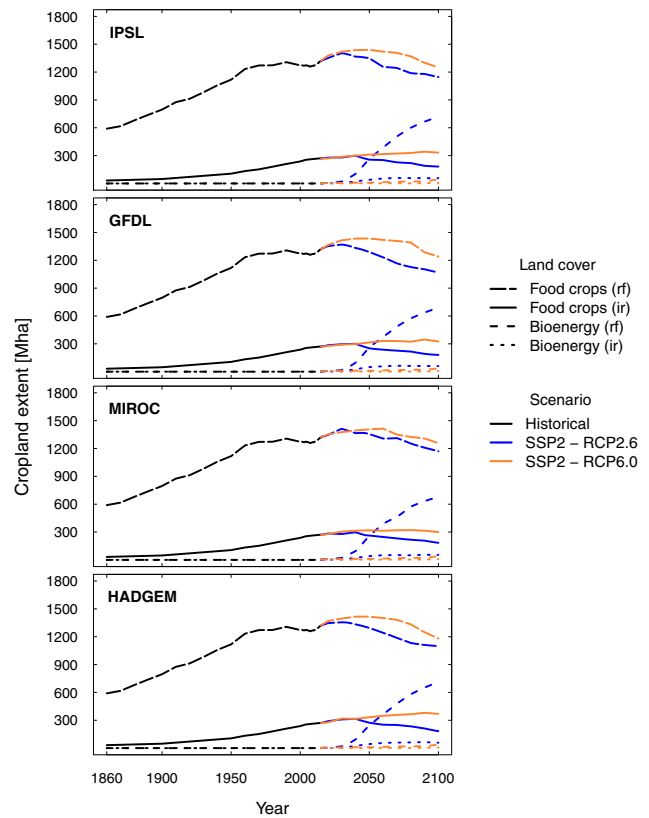 1800
1500
1200
900
600
300
IPSL
1800
1500
1200
900
600
300
GFDL
1800
1500
1200
900
600
300
MIROC
1800
1500
1200
900
600
300
HADGEM
Cropland extent [Mha]
1860
1900
1950
2000
2050
2100
Year
Land cover
Food crops (rf)
Food crops (ir)
Bioenergy (rf)
Bioenergy (ir)
Scenario
Historical
SSP2 − RCP2.6
SSP2 − RCP6.0